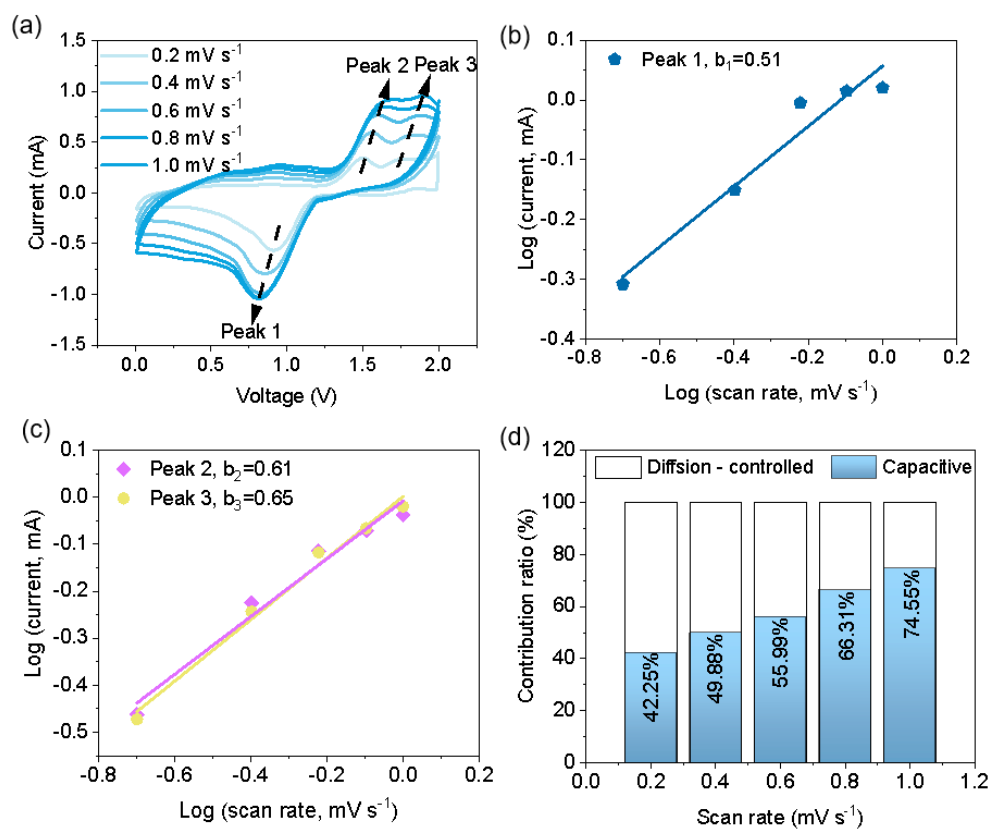 (a)
1.5
1.0
0.5
0.0
-0.5
-1.0
-1.5
Current (mA)
0.2 mV s⁻¹
0.4 mV s⁻¹
0.6 mV s⁻¹
0.8 mV s⁻¹
1.0 mV s⁻¹
Peak 2
Peak 3
Peak 1
0.0 0.5 1.0 1.5 2.0
Voltage (V)
(b)
0.1
0.0
-0.1
-0.2
-0.3
-0.4
Log (current, mA)
Peak 1, b₁=0.51
-0.8 -0.6 -0.4 -0.2 0.0 0.2
Log (scan rate, mV s⁻¹)
(c)
0.1
0.0
-0.1
-0.2
-0.3
-0.4
-0.5
Log (current, mA)
Peak 2, b₂=0.61
Peak 3, b₃=0.65
-0.8 -0.6 -0.4 -0.2 0.0 0.2
Log (scan rate, mV s⁻¹)
(d)
120
100
80
60
40
20
0
Contribution ratio (%)
Diffsion - controlled
Capacitive
42.25%
49.88%
55.99%
66.31%
74.55%
0.0 0.2 0.4 0.6 0.8 1.0 1.2
Scan rate (mV s⁻¹)